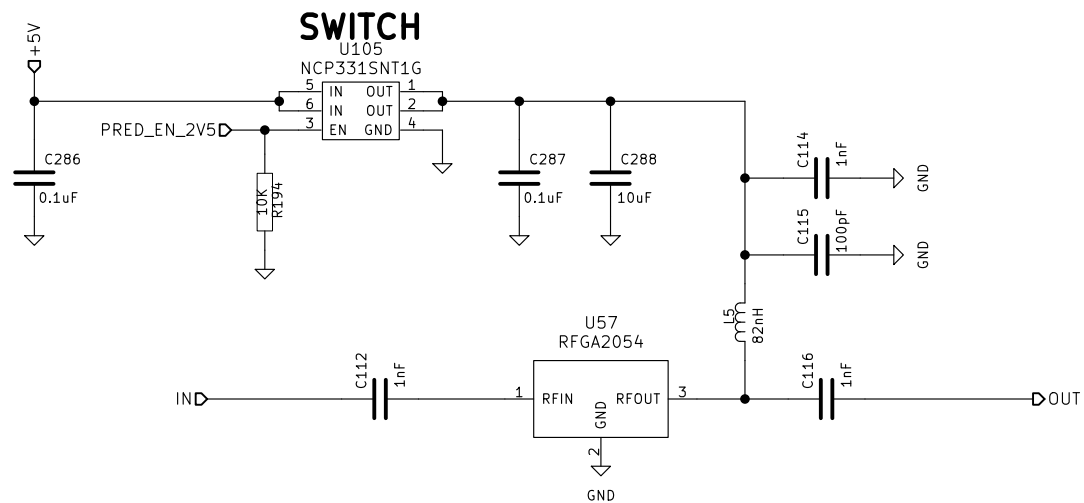 SWITCH
U105
NCP331SNT1G
+5V
5 IN OUT 1
6 IN OUT 2
PRED_EN_2V5
3 EN GND 4
C286
0.1uF
10K
R194
C287
0.1uF
C288
10uF
C114
1nF
GND
C115
100pF
GND
L5
82nH
U57
RFGA2054
C112
1nF
C116
1nF
IN
1 RFIN RFOUT 3
GND
2
OUT
GND